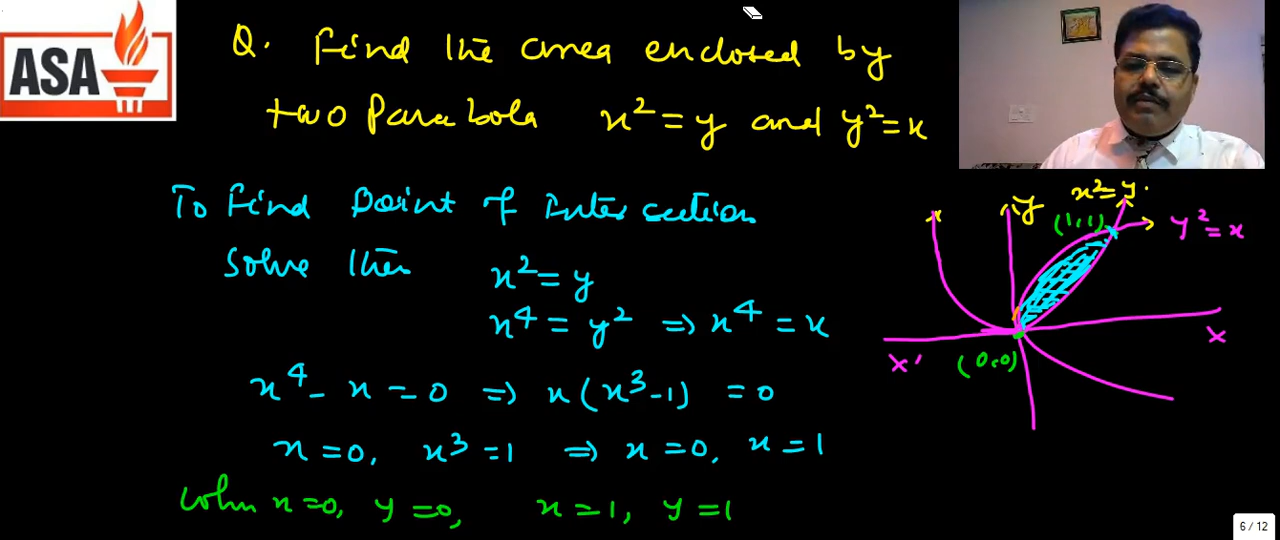 ASA
Q. Find the area enclosed by
two Parabola x² = y and y² = x
To Find Point of Intersection
Solve them
x² = y
x⁴ = y² ⇒ x⁴ = x
x⁴ - x = 0 ⇒ x(x³-1) = 0
x = 0, x³ = 1 ⇒ x = 0, x = 1
when x = 0, y = 0, x = 1, y = 1
x² = y
y
(1,1)
y² = x
X' X
(0,0)
6 / 12